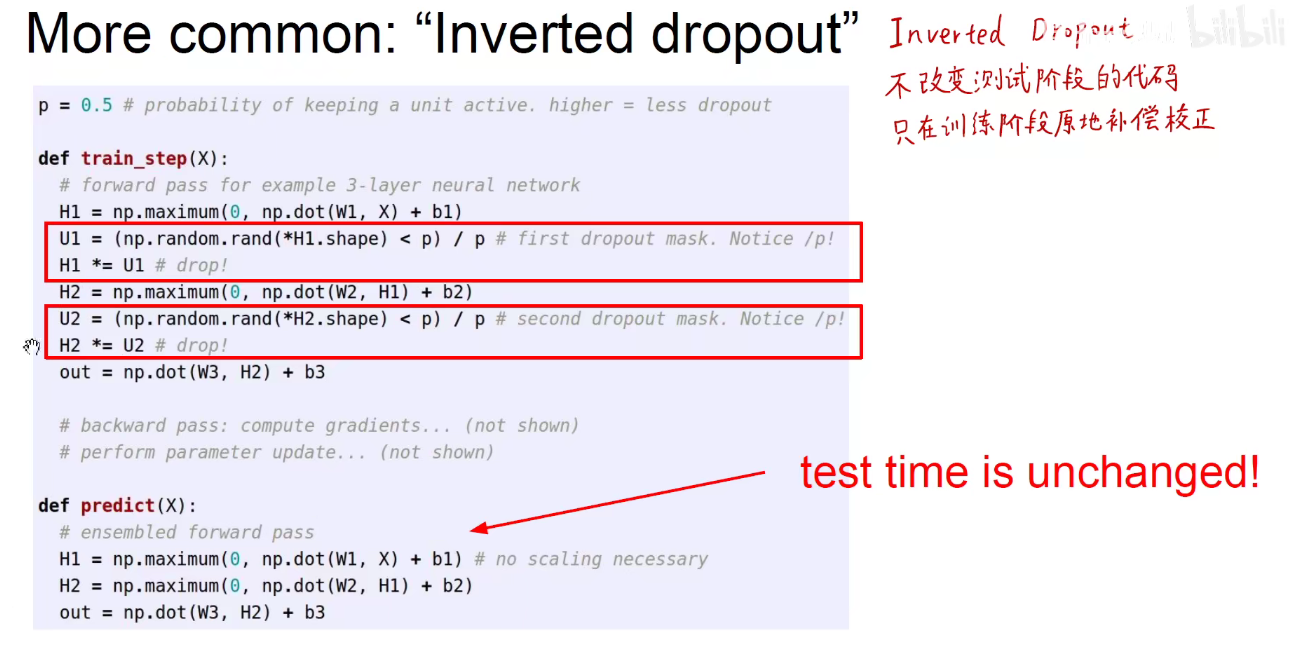 More common: “Inverted dropout”
Inverted Dropout
bilibili
不改变测试阶段的代码
只在训练阶段原地补偿校正
p = 0.5 # probability of keeping a unit active. higher = less dropout
def train_step(X):
# forward pass for example 3-layer neural network
H1 = np.maximum(0, np.dot(W1, X) + b1)
U1 = (np.random.rand(*H1.shape) < p) / p # first dropout mask. Notice /p!
H1 *= U1 # drop!
H2 = np.maximum(0, np.dot(W2, H1) + b2)
U2 = (np.random.rand(*H2.shape) < p) / p # second dropout mask. Notice /p!
H2 *= U2 # drop!
out = np.dot(W3, H2) + b3
# backward pass: compute gradients... (not shown)
# perform parameter update... (not shown)
test time is unchanged!
def predict(X):
# ensembled forward pass
H1 = np.maximum(0, np.dot(W1, X) + b1) # no scaling necessary
H2 = np.maximum(0, np.dot(W2, H1) + b2)
out = np.dot(W3, H2) + b3